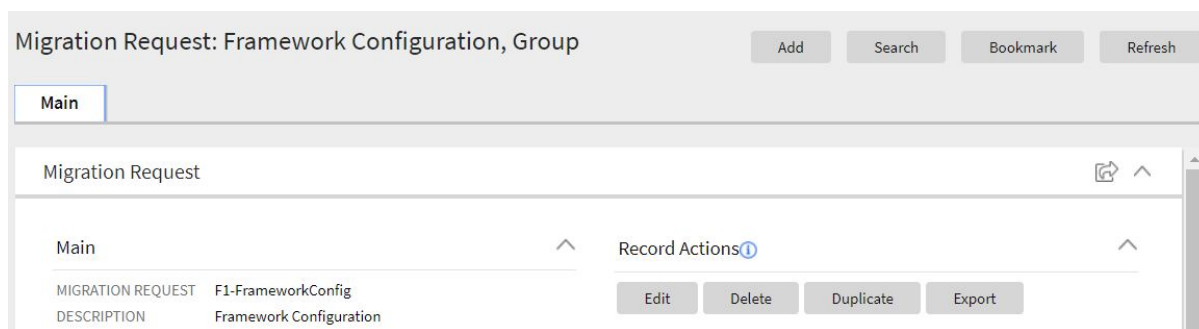 Migration Request: Framework Configuration, Group
Add Search Bookmark Refresh
Main
Migration Request
Main
Record Actions
MIGRATION REQUEST F1-FrameworkConfig
Edit Delete Duplicate Export
DESCRIPTION Framework Configuration